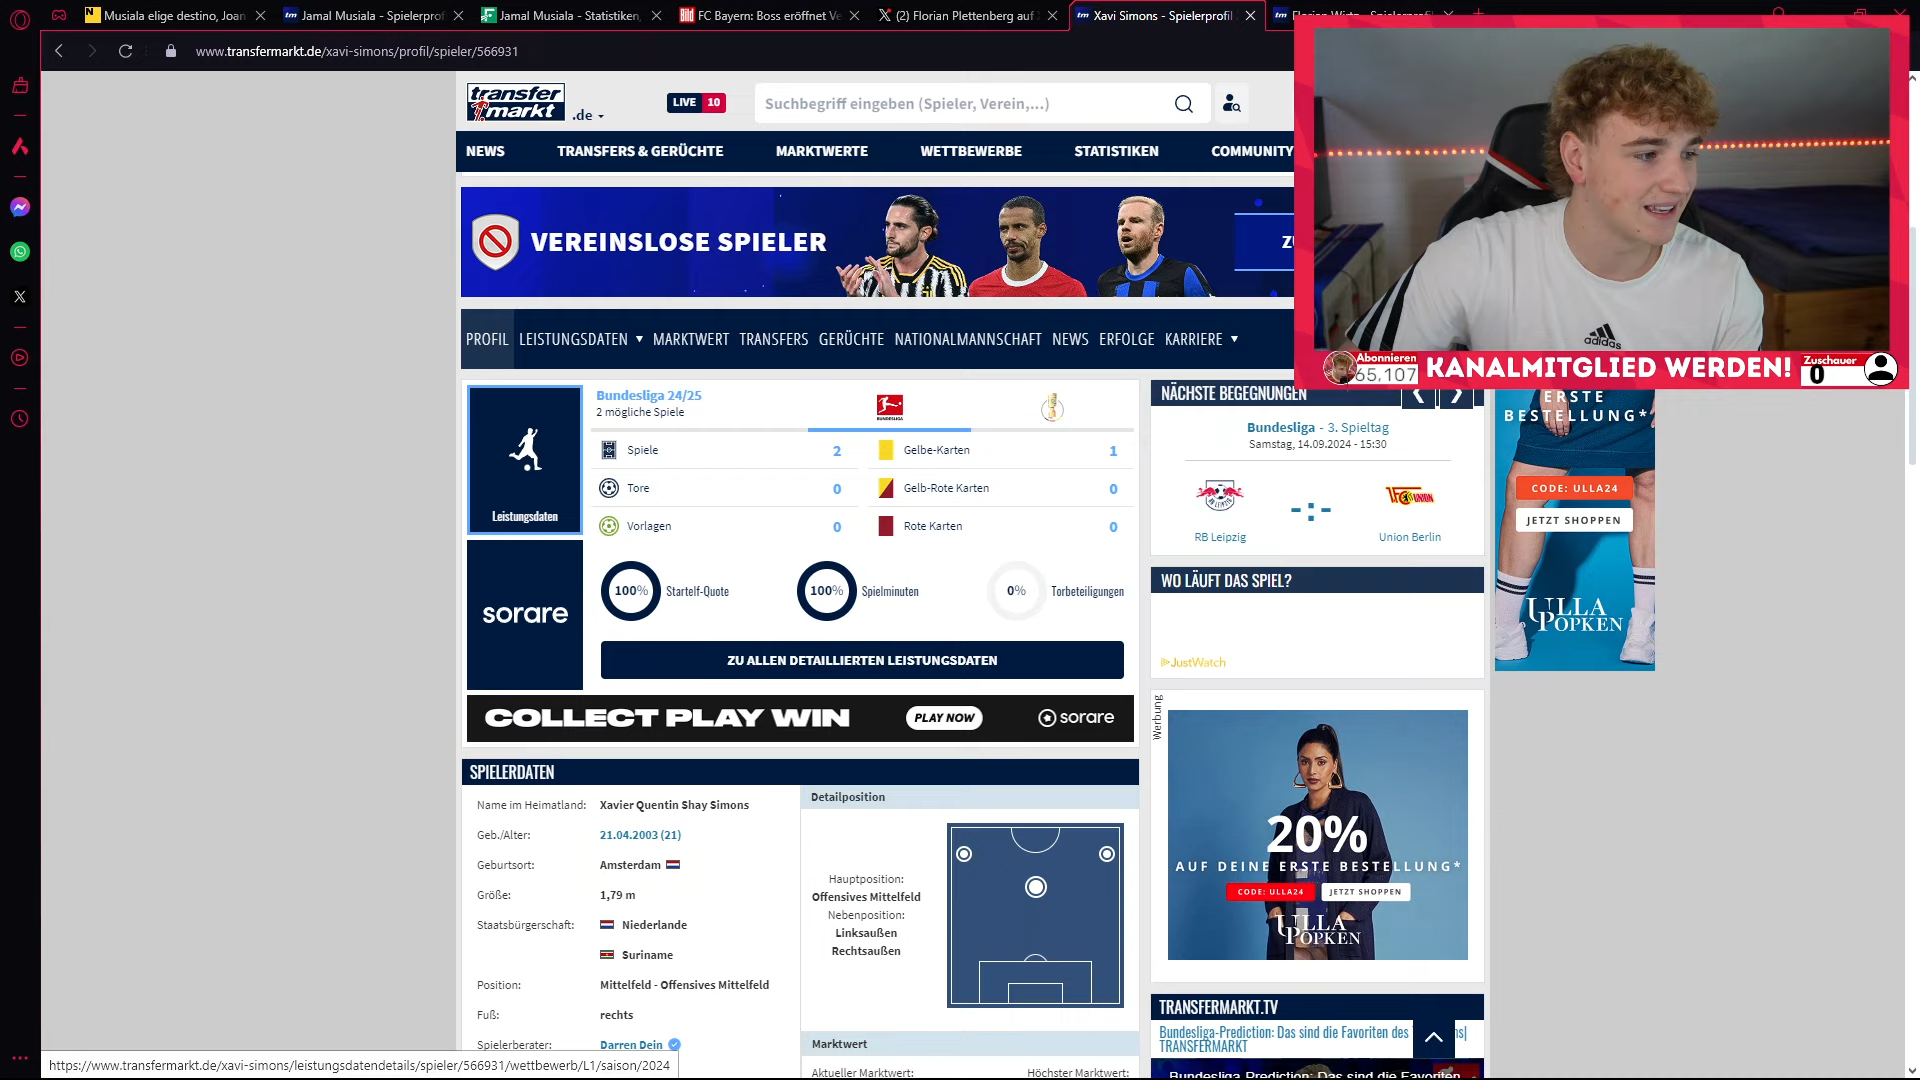 Musiala elige destino, Joan
Jamal Musiala - Spielerprof
Jamal Musiala - Statistiken,
FC Bayern: Boss eröffnet Ve
(2) Florian Plettenberg auf
Xavi Simons - Spielerprofil
www.transfermarkt.de/xavi-simons/profil/spieler/566931
transfer
markt
.de
LIVE 10
Suchbegriff eingeben (Spieler, Verein,...)
NEWS
TRANSFERS & GERÜCHTE
MARKTWERTE
WETTBEWERBE
STATISTIKEN
COMMUNITY
VEREINSLOSE SPIELER
adidas
Abonnieren
65,107
KANALMITGLIED WERDEN!
Zuschauer
0
PROFIL
LEISTUNGSDATEN
MARKTWERT
TRANSFERS
GERÜCHTE
NATIONALMANNSCHAFT
NEWS
ERFOLGE
KARRIERE
Leistungsdaten
Bundesliga 24/25
2 mögliche Spiele
BUNDESLIGA
Spiele 2
Gelbe-Karten 1
Tore 0
Gelb-Rote Karten 0
Vorlagen 0
Rote Karten 0
100% Startelf-Quote
100% Spielminuten
0% Torbeteiligungen
ZU ALLEN DETAILLIERTEN LEISTUNGSDATEN
sorare
COLLECT PLAY WIN
PLAY NOW
sorare
NÄCHSTE BEGEGNUNGEN
Bundesliga - 3. Spieltag
Samstag, 14.09.2024 - 15:30
-:-
RB Leipzig
Union Berlin
WO LÄUFT DAS SPIEL?
JustWatch
ERSTE
BESTELLUNG*
CODE: ULLA24
JETZT SHOPPEN
ULLA
POPKEN
Werbung
20%
AUF DEINE ERSTE BESTELLUNG*
CODE: ULLA24
JETZT SHOPPEN
ULLA
POPKEN
SPIELERDATEN
Name im Heimatland: Xavier Quentin Shay Simons
Geb./Alter: 21.04.2003 (21)
Geburtsort: Amsterdam
Größe: 1,79 m
Staatsbürgerschaft: Niederlande
Suriname
Position: Mittelfeld - Offensives Mittelfeld
Fuß: rechts
Spielerberater: Darren Dein
Detailposition
Hauptposition:
Offensives Mittelfeld
Nebenposition:
Linksaußen
Rechtsaußen
Marktwert
Aktueller Marktwert:
Höchster Marktwert:
TRANSFERMARKT.TV
Bundesliga-Prediction: Das sind die Favoriten des
TRANSFERMARKT
Bundesliga-Prediction: Das sind die Favoriten
https://www.transfermarkt.de/xavi-simons/leistungsdatendetails/spieler/566931/wettbewerb/L1/saison/2024